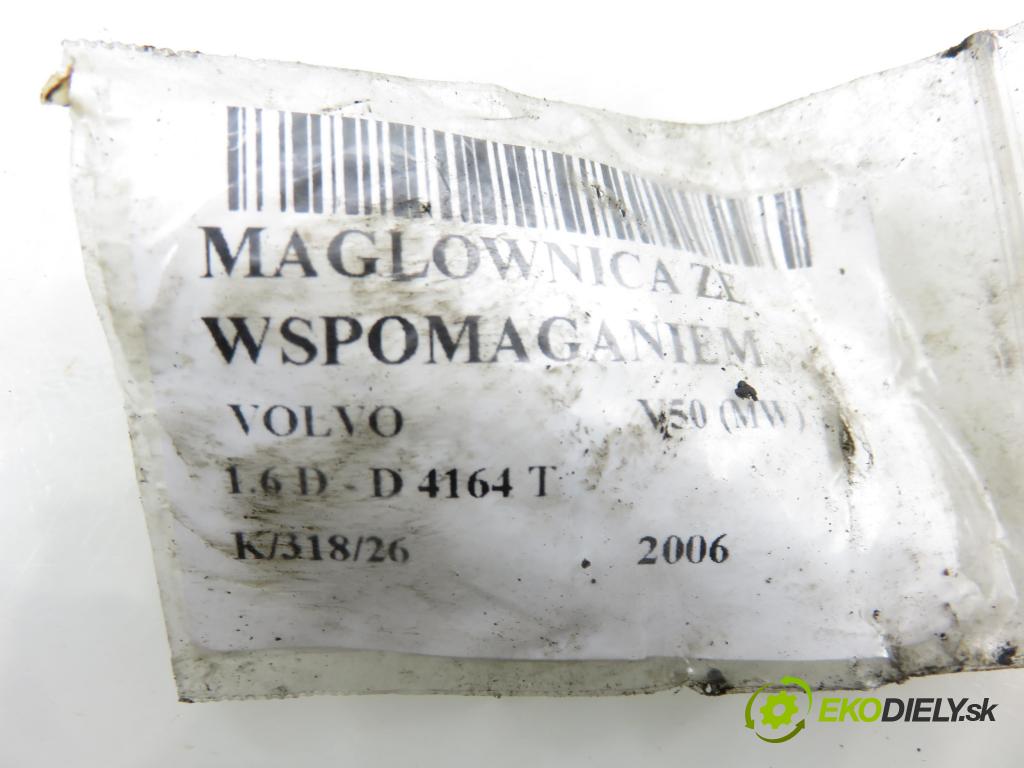 MAGLOWNICA ZE
WSPOMAGANIEM
VOLVO V50 (MW)
1.6 D - D 4164 T
K/318/26 2006
EKODIELY.sk